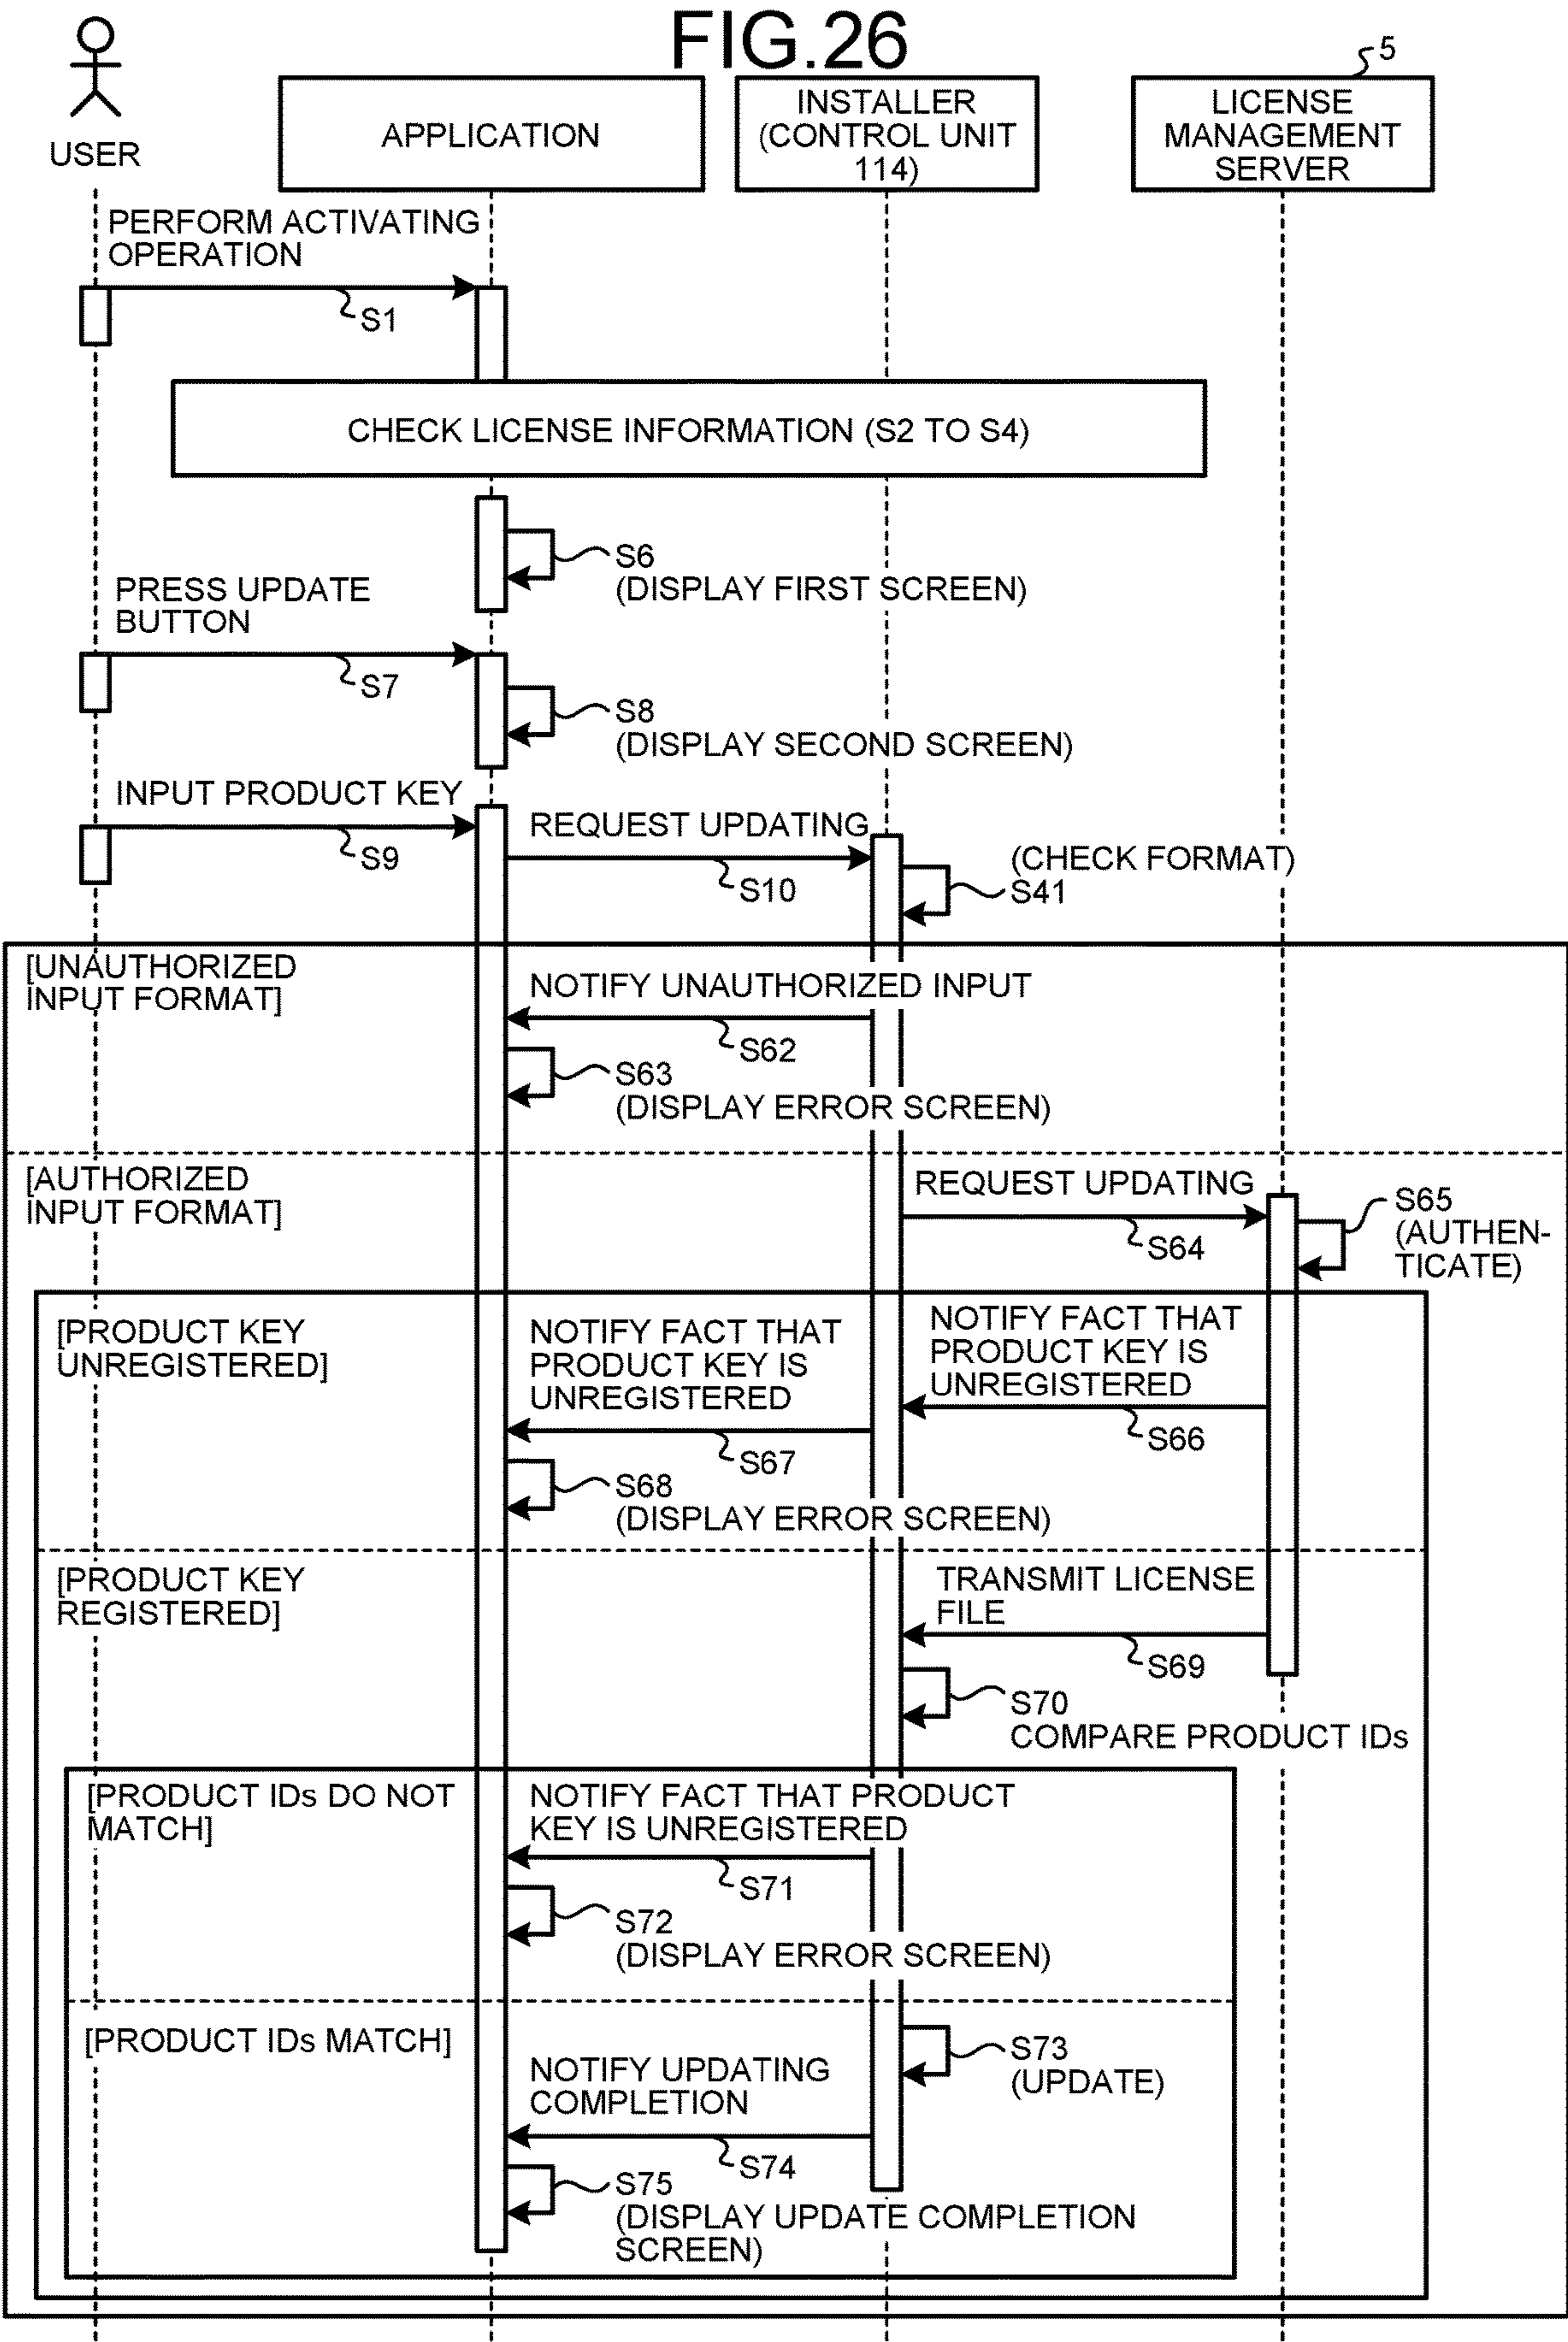 FIG.26
5
USER
APPLICATION
INSTALLER
(CONTROL UNIT
114)
LICENSE
MANAGEMENT
SERVER
PERFORM ACTIVATING
OPERATION
S1
CHECK LICENSE INFORMATION (S2 TO S4)
S6
(DISPLAY FIRST SCREEN)
PRESS UPDATE
BUTTON
S7
S8
(DISPLAY SECOND SCREEN)
INPUT PRODUCT KEY
S9
REQUEST UPDATING
S10
(CHECK FORMAT)
S41
[UNAUTHORIZED
INPUT FORMAT]
NOTIFY UNAUTHORIZED INPUT
S62
S63
(DISPLAY ERROR SCREEN)
[AUTHORIZED
INPUT FORMAT]
REQUEST UPDATING
S64
S65
(AUTHEN-
TICATE)
[PRODUCT KEY
UNREGISTERED]
NOTIFY FACT THAT
PRODUCT KEY IS
UNREGISTERED
S66
NOTIFY FACT THAT
PRODUCT KEY IS
UNREGISTERED
S67
S68
(DISPLAY ERROR SCREEN)
[PRODUCT KEY
REGISTERED]
TRANSMIT LICENSE
FILE
S69
S70
COMPARE PRODUCT IDs
[PRODUCT IDs DO NOT
MATCH]
NOTIFY FACT THAT PRODUCT
KEY IS UNREGISTERED
S71
S72
(DISPLAY ERROR SCREEN)
[PRODUCT IDs MATCH]
S73
(UPDATE)
NOTIFY UPDATING
COMPLETION
S74
S75
(DISPLAY UPDATE COMPLETION
SCREEN)